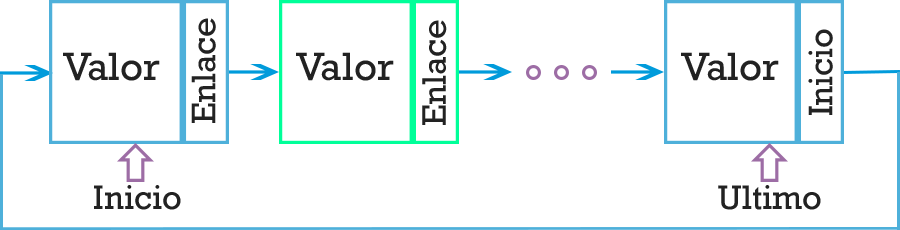 Valor
Enlace
Valor
Enlace
Valor
Inicio
Inicio
Ultimo